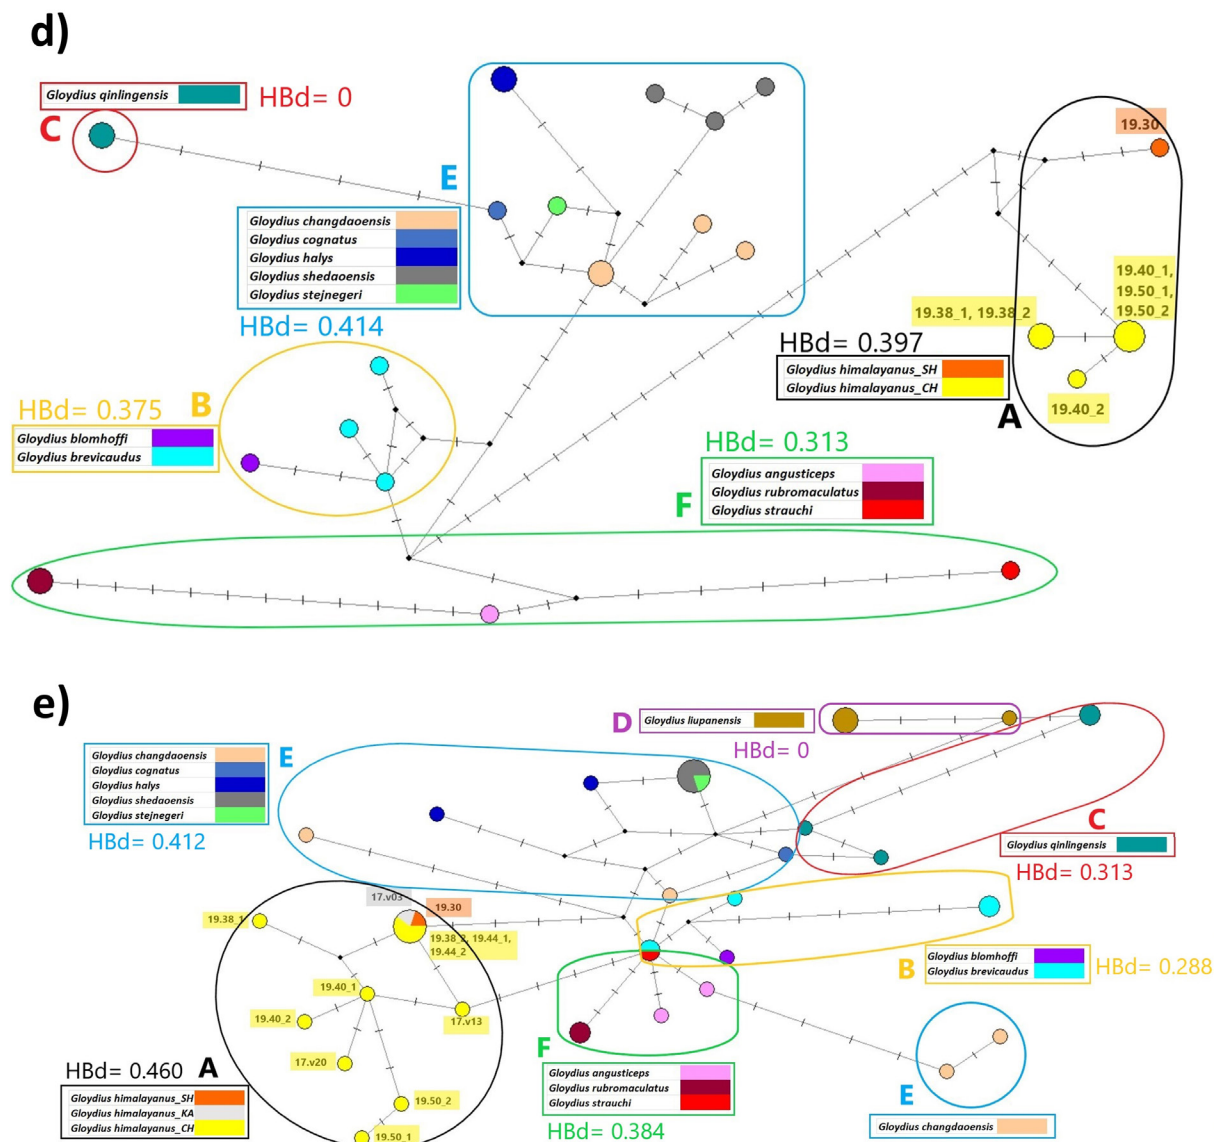 d)
Gloydius qinlingensis
HBd= 0
C
E
Gloydius changdaoensis
Gloydius cognatus
Gloydius halys
Gloydius shedaoensis
Gloydius stejnegeri
HBd= 0.414
19.30
19.40_1,
19.50_1,
19.50_2
19.38_1, 19.38_2
HBd= 0.397
Gloydius himalayanus_SH
Gloydius himalayanus_CH
19.40_2
A
HBd= 0.375
B
Gloydius blomhoffi
Gloydius brevicaudus
HBd= 0.313
F
Gloydius angusticeps
Gloydius rubromaculatus
Gloydius strauchi
e)
D
Gloydius liupanensis
HBd= 0
Gloydius changdaoensis
Gloydius cognatus
Gloydius halys
Gloydius shedaoensis
Gloydius stejnegeri
E
HBd= 0.412
C
Gloydius qinlingensis
HBd= 0.313
17.v03
19.30
19.38_1
19.38_2, 19.44_1,
19.44_2
19.40_1
19.40_2
17.v13
17.v20
19.50_2
19.50_1
B
Gloydius blomhoffi
Gloydius brevicaudus
HBd= 0.288
HBd= 0.460
A
Gloydius himalayanus_SH
Gloydius himalayanus_KA
Gloydius himalayanus_CH
F
Gloydius angusticeps
Gloydius rubromaculatus
Gloydius strauchi
HBd= 0.384
E
Gloydius changdaoensis